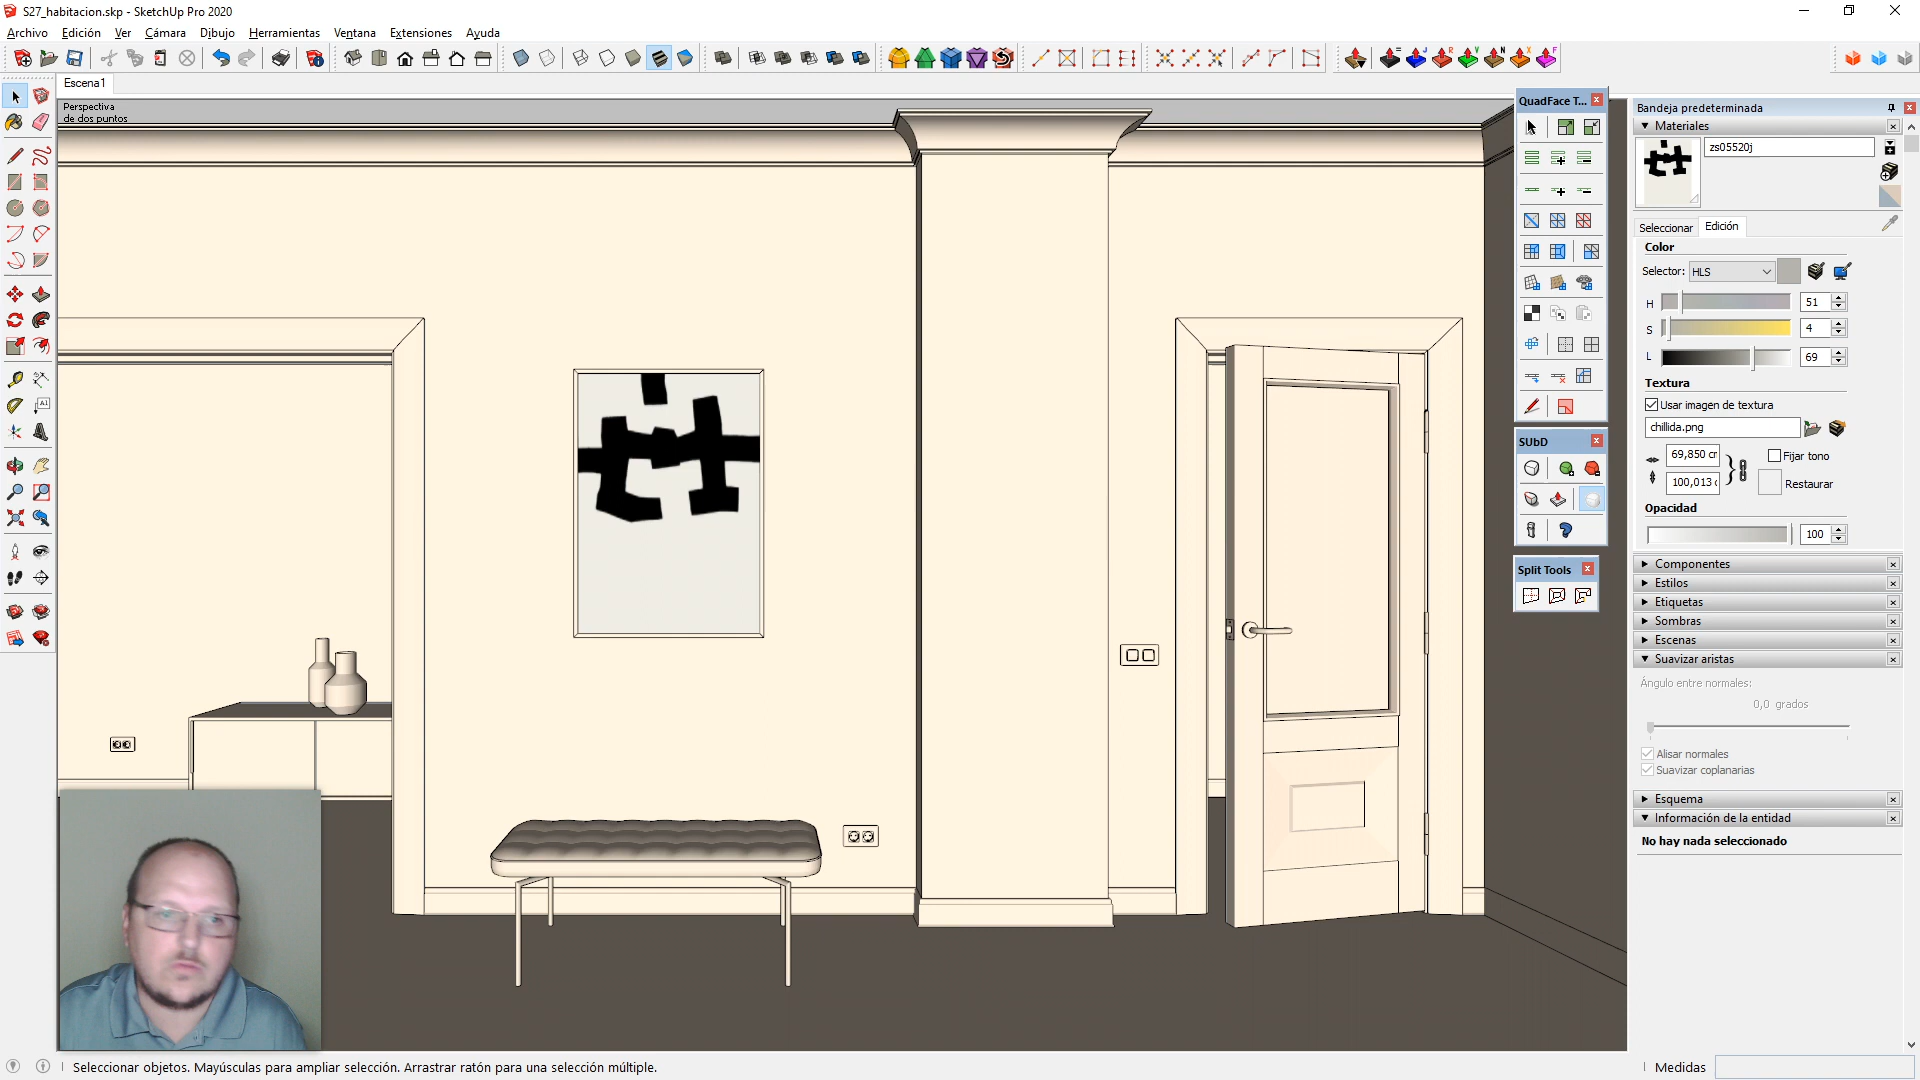 S27_habitacion.skp - SketchUp Pro 2020
Archivo Edición Ver Cámara Dibujo Herramientas Ventana Extensiones Ayuda
Escena1
Perspectiva
de dos puntos
QuadFace T...
SUbD
Split Tools
Bandeja predeterminada
Materiales
zs05520j
Seleccionar Edición
Color
Selector: HLS
H 51
S 4
L 69
Textura
Usar imagen de textura
chillida.png
69,850 cr
Fijar tono
100,013
Restaurar
Opacidad
100
Componentes
Estilos
Etiquetas
Sombras
Escenas
Suavizar aristas
Ángulo entre normales:
0,0 grados
Alisar normales
Suavizar coplanarias
Esquema
Información de la entidad
No hay nada seleccionado
Seleccionar objetos. Mayúsculas para ampliar selección. Arrastrar ratón para una selección múltiple.
Medidas